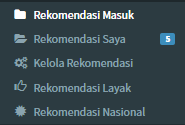 Rekomendasi Masuk
Rekomendasi Saya 5
Kelola Rekomendasi
Rekomendasi Layak
Rekomendasi Nasional